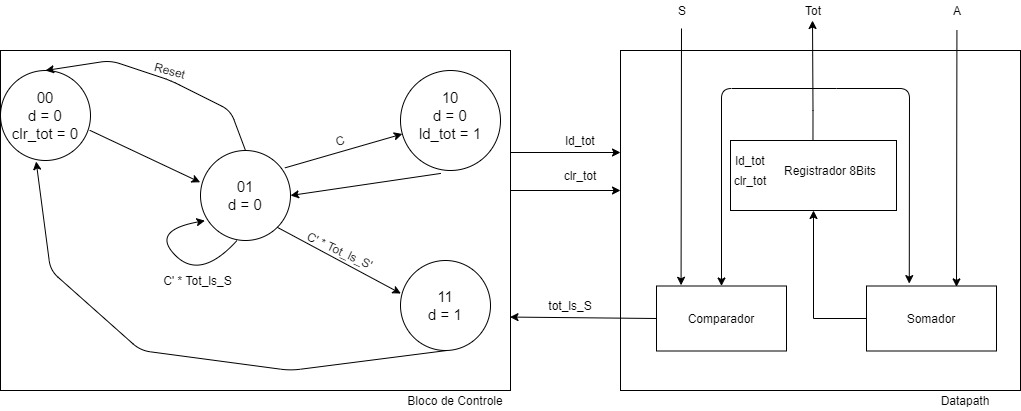 S
Tot
A
Reset
00
d = 0
clr_tot = 0
10
d = 0
ld_tot = 1
C
01
d = 0
C' * Tot_ls_S
C' * Tot_ls_S'
11
d = 1
ld_tot
clr_tot
tot_ls_S
ld_tot
clr_tot
Registrador 8Bits
Comparador
Somador
Bloco de Controle
Datapath